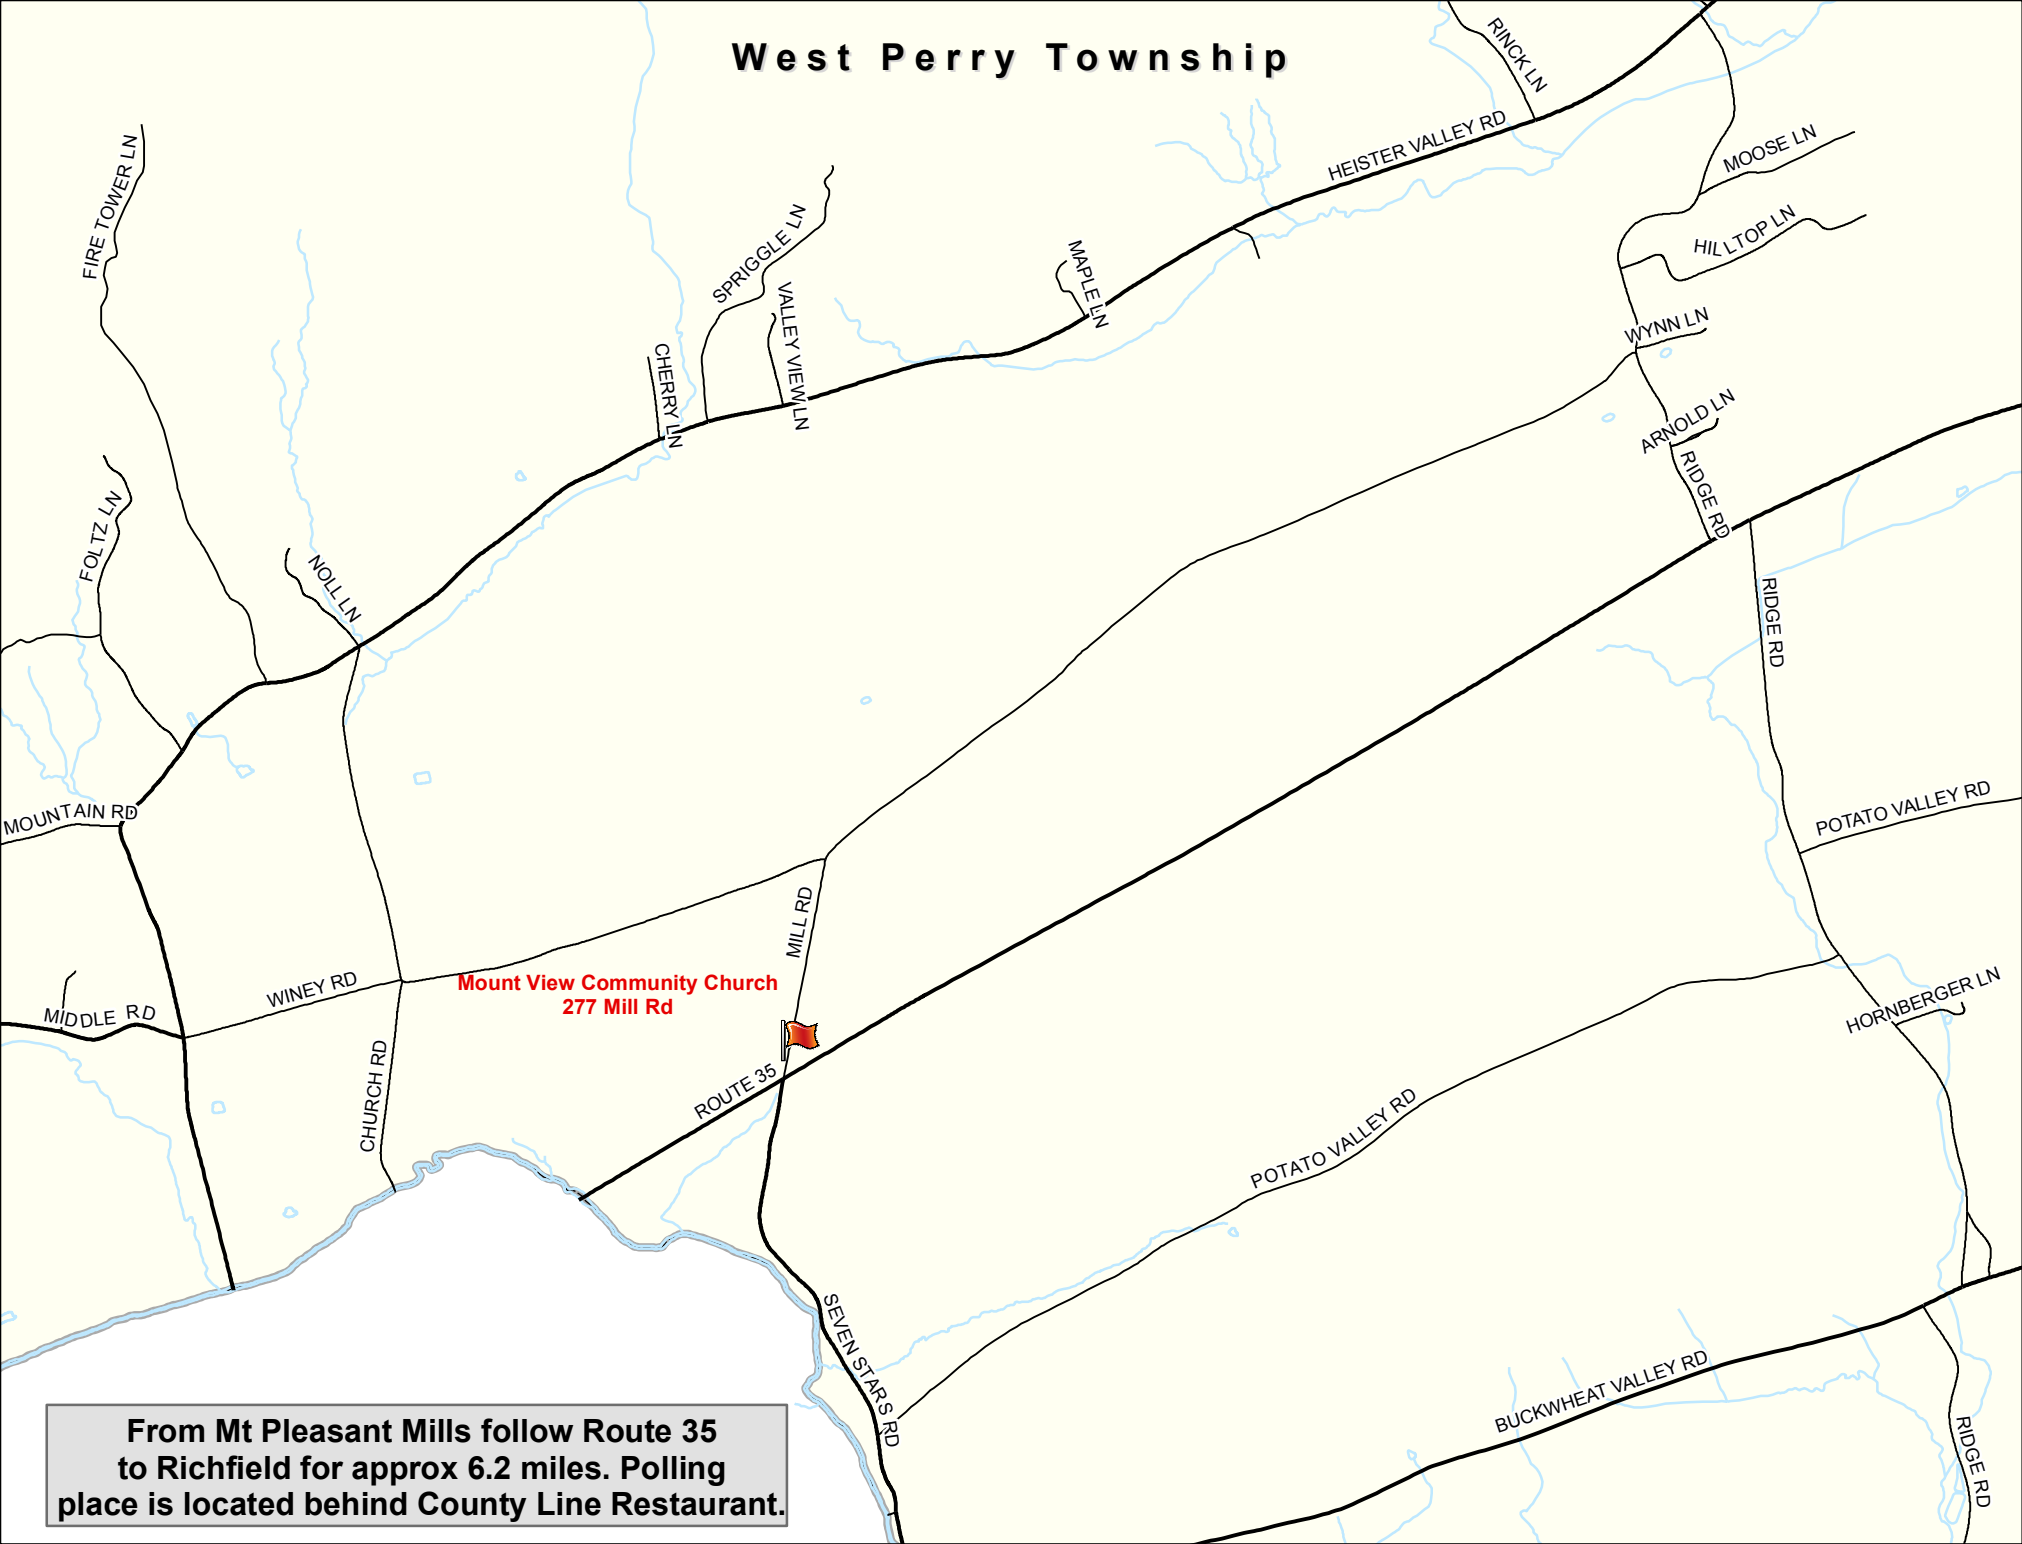 West Perry Township
RINCK LN
HEISTER VALLEY RD
MOOSE LN
FIRE TOWER LN
SPRIGGLE LN
HILLTOP LN
MAPLE LN
VALLEY VIEW LN
WYNN LN
CHERRY LN
ARNOLD LN
RIDGE RD
FOLTZ LN
NOLL LN
RIDGE RD
MOUNTAIN RD
POTATO VALLEY RD
MILL RD
WINEY RD
Mount View Community Church
277 Mill Rd
MIDDLE RD
HORNBERGER LN
CHURCH RD
ROUTE 35
POTATO VALLEY RD
SEVEN STARS RD
BUCKWHEAT VALLEY RD
RIDGE RD
From Mt Pleasant Mills follow Route 35
to Richfield for approx 6.2 miles. Polling
place is located behind County Line Restaurant.